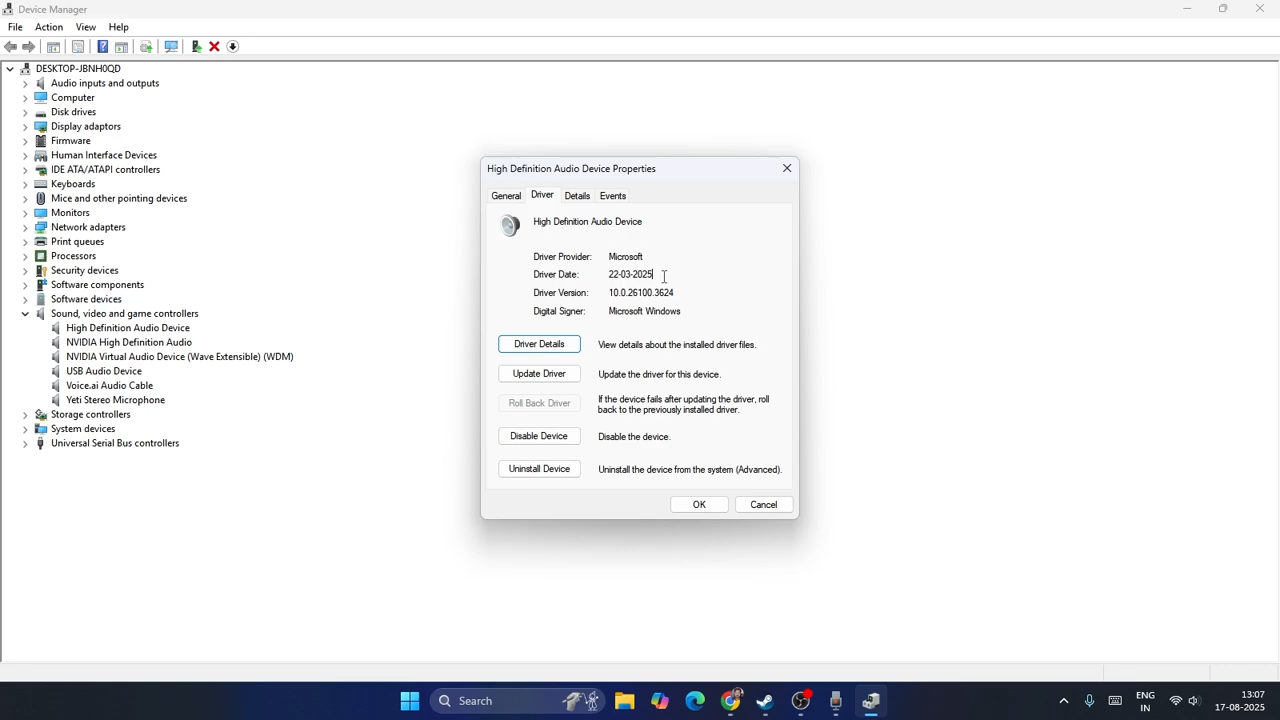 Device Manager
File Action View Help
DESKTOP-JBNH0QD
Audio inputs and outputs
Computer
Disk drives
Display adaptors
Firmware
Human Interface Devices
IDE ATA/ATAPI controllers
Keyboards
Mice and other pointing devices
Monitors
Network adapters
Print queues
Processors
Security devices
Software components
Software devices
Sound, video and game controllers
High Definition Audio Device
NVIDIA High Definition Audio
NVIDIA Virtual Audio Device (Wave Extensible) (WDM)
USB Audio Device
Voice.ai Audio Cable
Yeti Stereo Microphone
Storage controllers
System devices
Universal Serial Bus controllers
High Definition Audio Device Properties
General Driver Details Events
High Definition Audio Device
Driver Provider: Microsoft
Driver Date: 22-03-2025
Driver Version: 10.0.26100.3624
Digital Signer: Microsoft Windows
Driver Details View details about the installed driver files.
Update Driver Update the driver for this device.
Roll Back Driver If the device fails after updating the driver, roll
back to the previously installed driver.
Disable Device Disable the device.
Uninstall Device Uninstall the device from the system (Advanced).
OK Cancel
Search
ENG
IN
13:07
17-08-2025